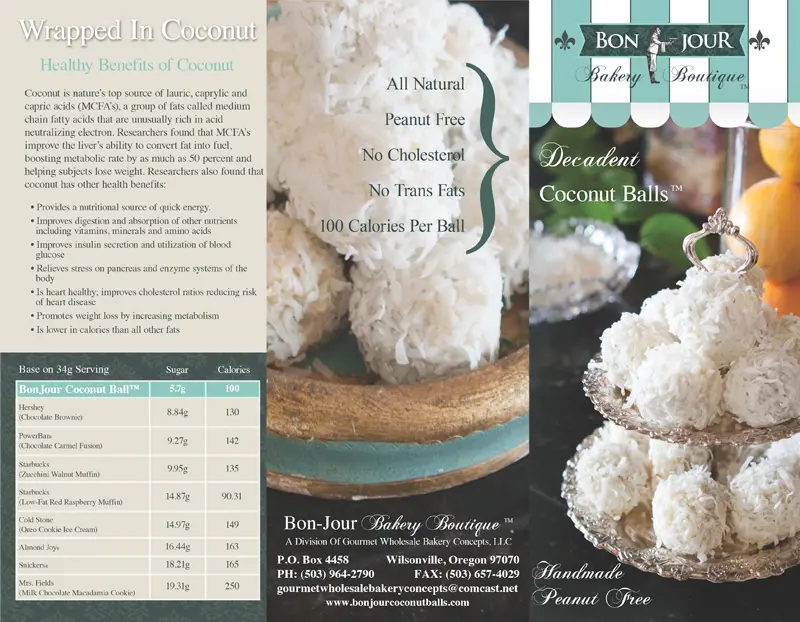 Wrapped In Coconut
Healthy Benefits of Coconut
Coconut is nature's top source of lauric, caprylic and
capric acids (MCFA's), a group of fats called medium
chain fatty acids that are unusually rich in acid
neutralizing electron. Researchers found that MCFA's
improve the liver's ability to convert fat into fuel,
boosting metabolic rate by as much as 50 percent and
helping subjects lose weight. Researchers also found that
coconut has other health benefits:
• Provides a nutritional source of quick energy.
• Improves digestion and absorption of other nutrients
including vitamins, minerals and amino acids
• Improves insulin secretion and utilization of blood
glucose
• Relieves stress on pancreas and enzyme systems of the
body
• Is heart healthy; improves cholesterol ratios reducing risk
of heart disease
• Promotes weight loss by increasing metabolism
• Is lower in calories than all other fats
Base on 34g Serving Sugar Calories
BonJour Coconut Ball™ 5.7g 100
Hershey
(Chocolate Brownie) 8.84g 130
PowerBars
(Chocolate Carmel Fusion) 9.27g 142
Starbucks
(Zucchini Walnut Muffin) 9.95g 135
Starbucks
(Low-Fat Red Raspberry Muffin) 14.87g 90.31
Cold Stone
(Oreo Cookie Ice Cream) 14.97g 149
Almond Joys 16.44g 163
Snickers 18.21g 165
Mrs. Fields
(Milk Chocolate Macadamia Cookie) 19.31g 250
All Natural
Peanut Free
No Cholesterol
No Trans Fats
100 Calories Per Ball
Bon-Jour Bakery Boutique ™
A Division Of Gourmet Wholesale Bakery Concepts, LLC
P.O. Box 4458 Wilsonville, Oregon 97070
PH: (503) 964-2790 FAX: (503) 657-4029
gourmetwholesalebakeryconcepts@comcast.net
www.bonjourcoconutballs.com
BON JOUR
Bakery Boutique ™
Decadent
Coconut Balls™
Handmade
Peanut Free